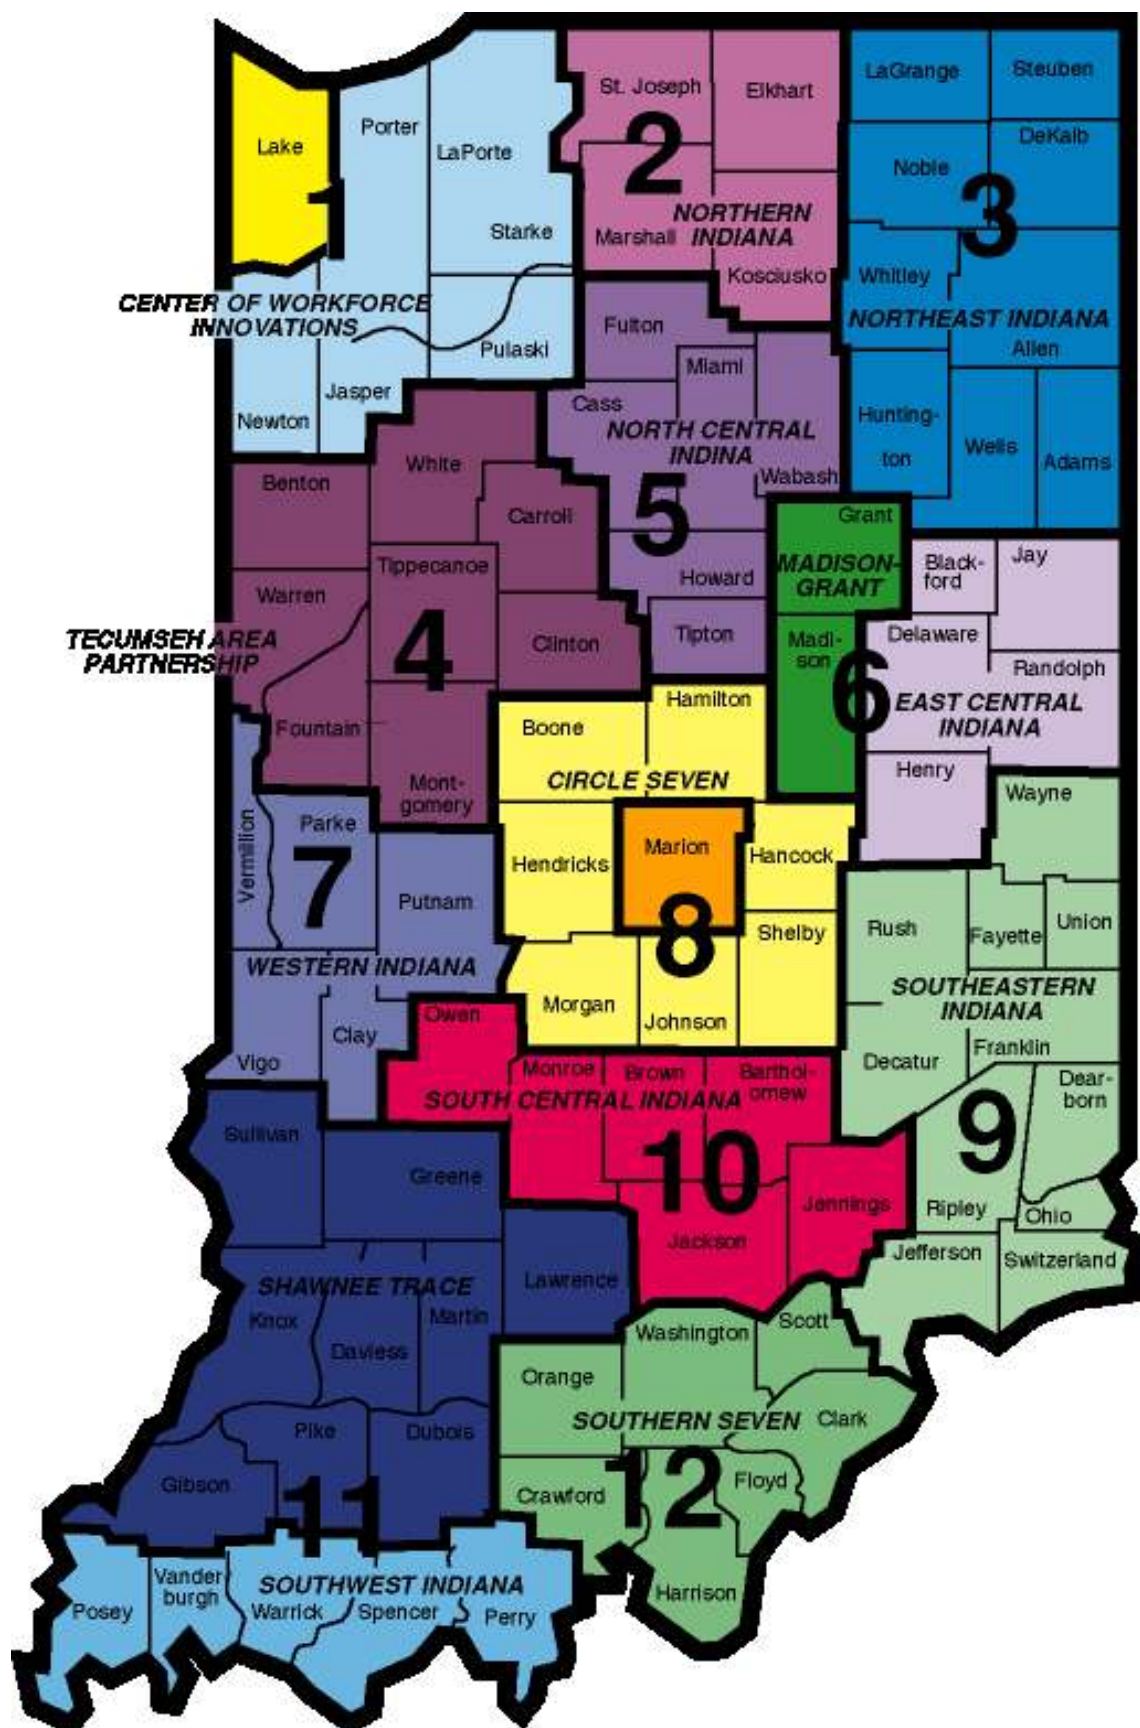 LaGrange
Steuben
St. Joseph
Elkhart
Lake
Porter
LaPorte
DeKalb
Noble
2
3
1
NORTHERN
INDIANA
Starke
Marshall
Kosciusko
Whitley
CENTER OF WORKFORCE
INNOVATIONS
NORTHEAST INDIANA
Fulton
Pulaski
Allen
Miami
Jasper
Cass
Newton
Hunting-
ton
NORTH CENTRAL
INDINA
Wells
Adams
White
Wabash
Benton
Carroll
5
Grant
Tippecanoe
MADISON-
GRANT
Black-
ford
Jay
Howard
Warren
TECUMSEH AREA
PARTNERSHIP
4
Clinton
Tipton
Madi-
son
Delaware
Randolph
6
EAST CENTRAL
INDIANA
Fountain
Boone
Hamilton
Mont-
gomery
CIRCLE SEVEN
Henry
Wayne
Vermillion
Parke
7
Marion
Hendricks
Hancock
Putnam
8
Shelby
Rush
Fayette
Union
WESTERN INDIANA
SOUTHEASTERN
INDIANA
Morgan
Johnson
Owen
Clay
Vigo
Decatur
Franklin
Monroe
Brown
Barthol-
omew
Dear-
born
SOUTH CENTRAL INDIANA
9
Sullivan
10
Greene
Jennings
Ripley
Ohio
Jackson
Jefferson
Switzerland
SHAWNEE TRACE
Lawrence
Knox
Martin
Daviess
Washington
Scott
Orange
SOUTHERN SEVEN
Clark
Pike
Dubois
Gibson
11
Crawford
12
Floyd
SOUTHWEST INDIANA
Harrison
Posey
Vander
burgh
Warrick
Spencer
Perry